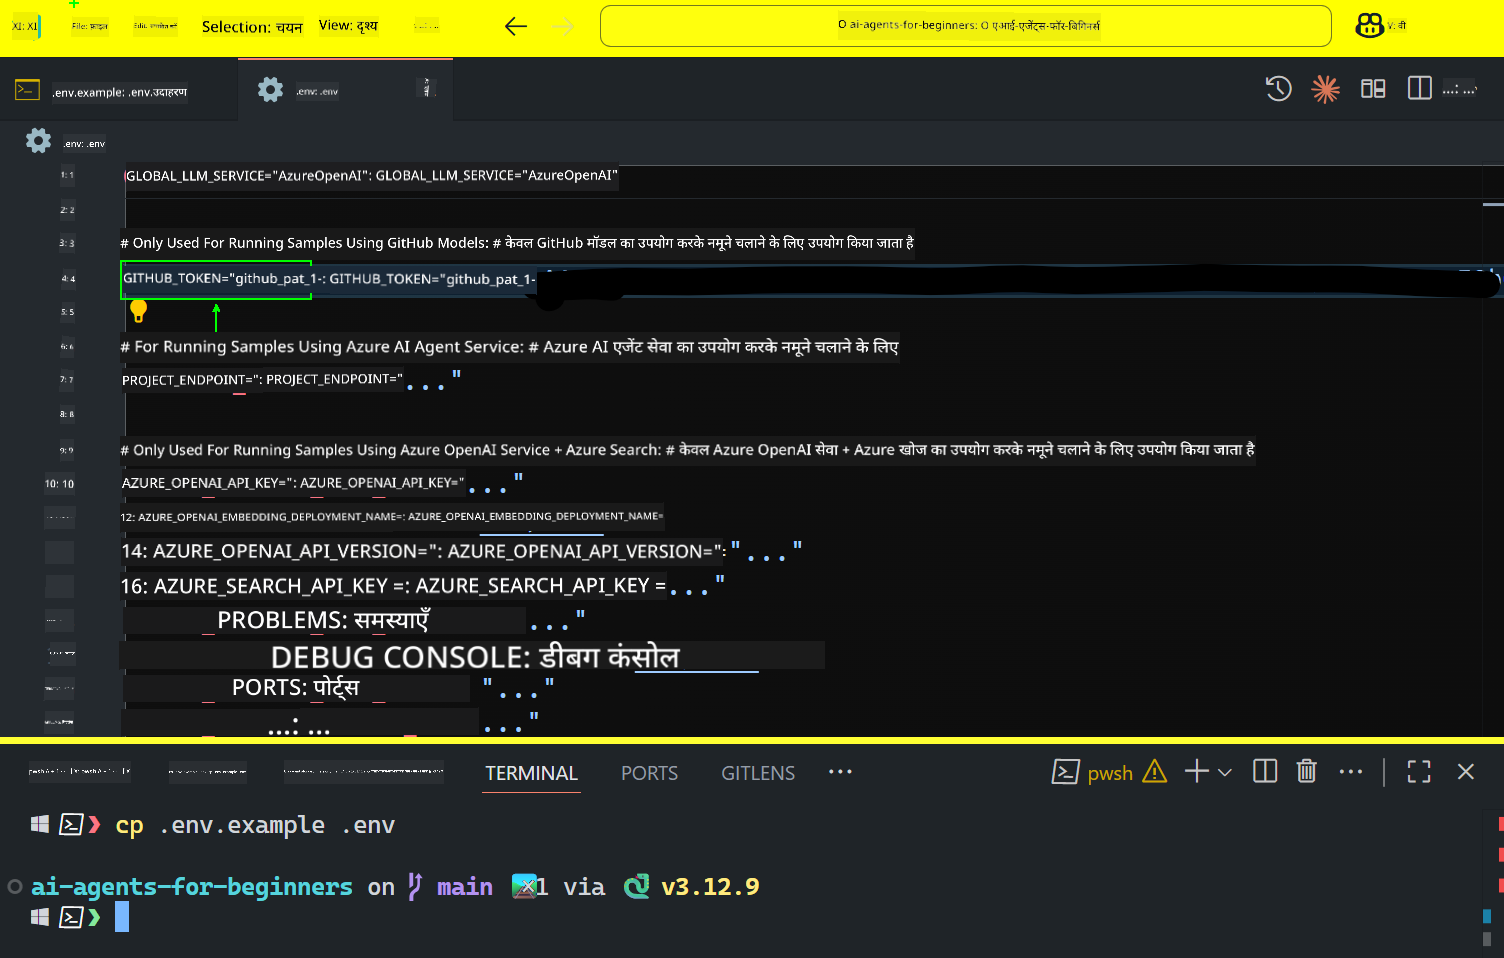 XI: XI File: फ़ाइल Selection: चयन View: दृश्य O ai-agents-for-beginners: O एआई-एजेंट्स-फॉर-बिगिनर्स V: वी
.env.example: .env.उदाहरण .env: .env ...: ...
.env: .env
1: 1 GLOBAL_LLM_SERVICE="AzureOpenAI": GLOBAL_LLM_SERVICE="AzureOpenAI"
2: 2
3: 3 # Only Used For Running Samples Using GitHub Models: # केवल GitHub मॉडल का उपयोग करके नमूने चलाने के लिए उपयोग किया जाता है
4: 4 GITHUB_TOKEN="github_pat_1-: GITHUB_TOKEN="github_pat_1-
5: 5
6: 6 # For Running Samples Using Azure AI Agent Service: # Azure AI एजेंट सेवा का उपयोग करके नमूने चलाने के लिए
7: 7 PROJECT_ENDPOINT=": PROJECT_ENDPOINT="..."
8: 8
9: 9 # Only Used For Running Samples Using Azure OpenAI Service + Azure Search: # केवल Azure OpenAI सेवा + Azure खोज का उपयोग करके नमूने चलाने के लिए उपयोग किया जाता है
10: 10 AZURE_OPENAI_API_KEY=": AZURE_OPENAI_API_KEY="..."
12: AZURE_OPENAI_EMBEDDING_DEPLOYMENT_NAME=: AZURE_OPENAI_EMBEDDING_DEPLOYMENT_NAME=
14: AZURE_OPENAI_API_VERSION=": AZURE_OPENAI_API_VERSION=": "..."
16: AZURE_SEARCH_API_KEY =: AZURE_SEARCH_API_KEY =..."
PROBLEMS: समस्याएँ ..."
DEBUG CONSOLE: डीबग कंसोल
PORTS: पोर्ट्स "..."
...: ... ..."
TERMINAL PORTS GITLENS ... pwsh
cp .env.example .env
ai-agents-for-beginners on main 1 via v3.12.9